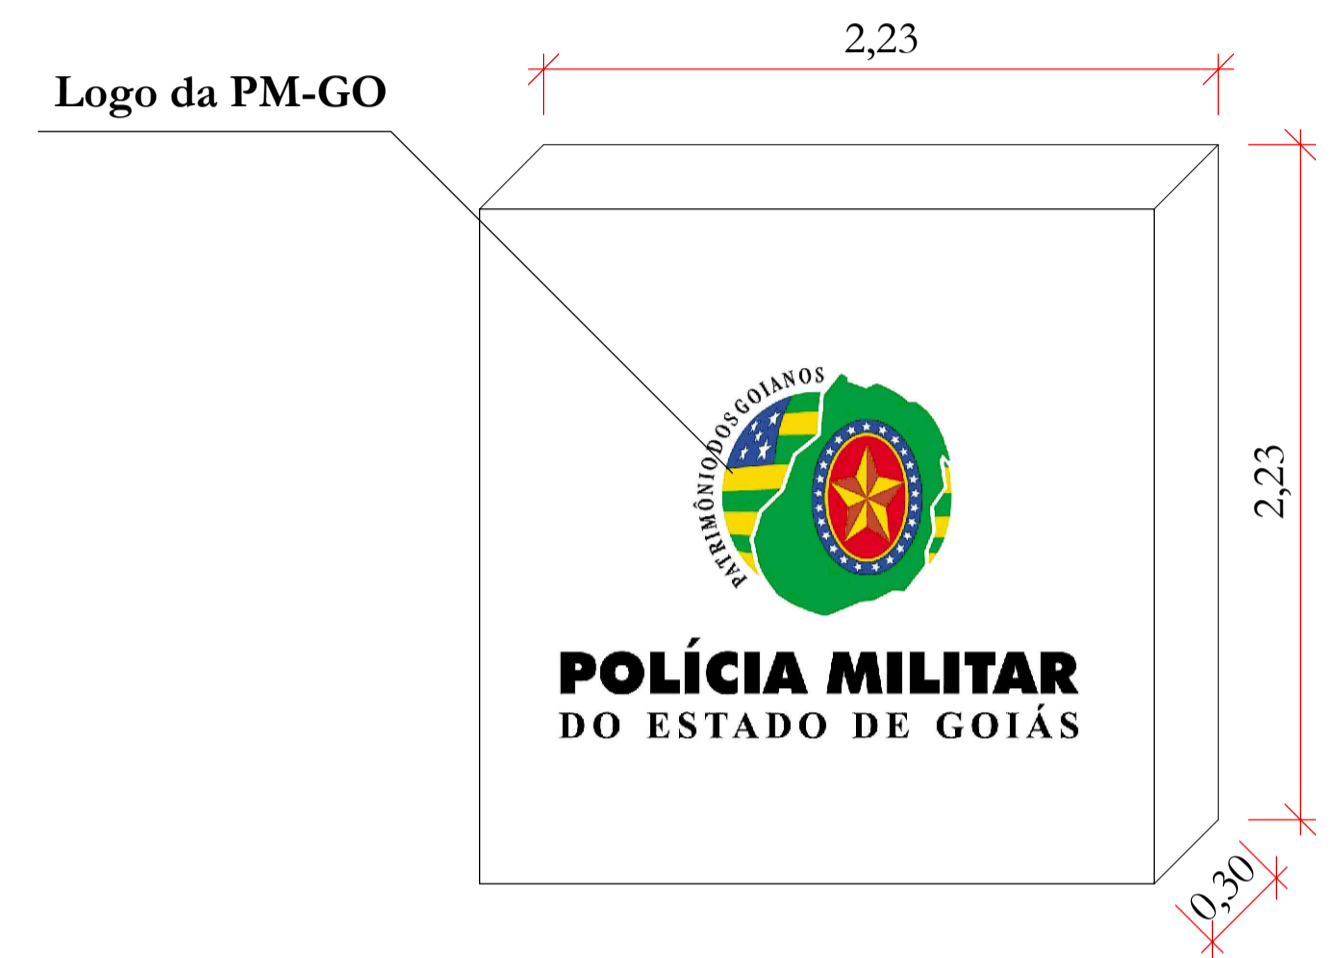 2,23
Logo da PM-GO
PATRIMÔNIO DOS GOIANOS
2,23
POLÍCIA MILITAR
DO ESTADO DE GOIÁS
0,30